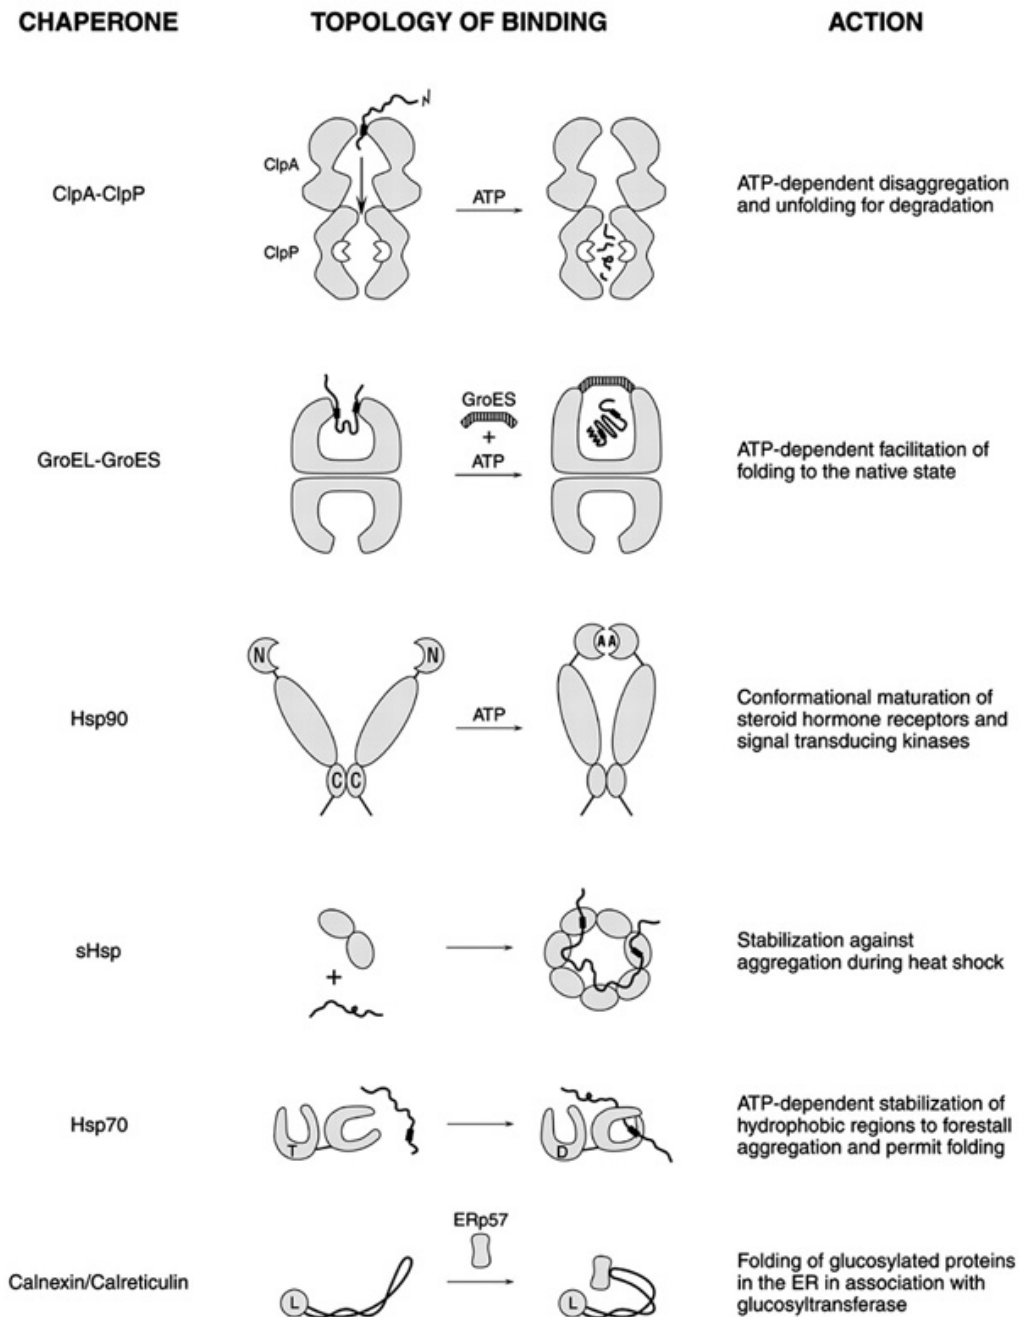 CHAPERONE
TOPOLOGY OF BINDING
ACTION
N
ClpA
ClpA-ClpP
ATP
ATP-dependent disaggregation
and unfolding for degradation
ClpP
GroES
+
ATP
GroEL-GroES
ATP-dependent facilitation of
folding to the native state
N
N
A A
Hsp90
ATP
Conformational maturation of
steroid hormone receptors and
signal transducing kinases
C C
sHsp
+
Stabilization against
aggregation during heat shock
Hsp70
T
D
ATP-dependent stabilization of
hydrophobic regions to forestall
aggregation and permit folding
ERp57
Calnexin/Calreticulin
L
L
Folding of glucosylated proteins
in the ER in association with
glucosyltransferase